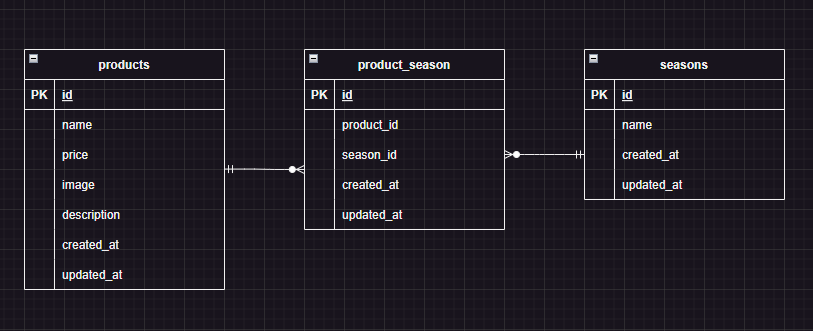 products
PK id
name
price
image
description
created_at
updated_at
product_season
PK id
product_id
season_id
created_at
updated_at
seasons
PK id
name
created_at
updated_at